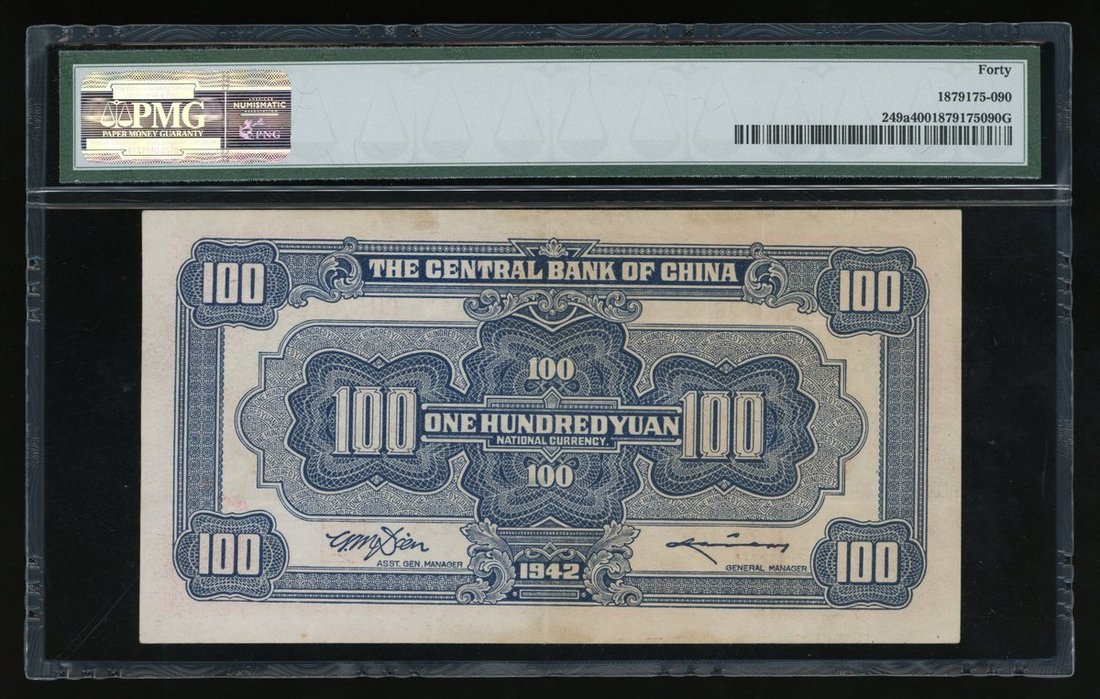 Forty
1879175-090
249a4001879175090G
PMG
PAPER MONEY GUARANTY
NUMISMATIC
PNG
THE CENTRAL BANK OF CHINA
100
100
100
100
100
ONE HUNDRED YUAN
NATIONAL CURRENCY.
100
100
100
ASST. GEN. MANAGER
1942
GENERAL MANAGER